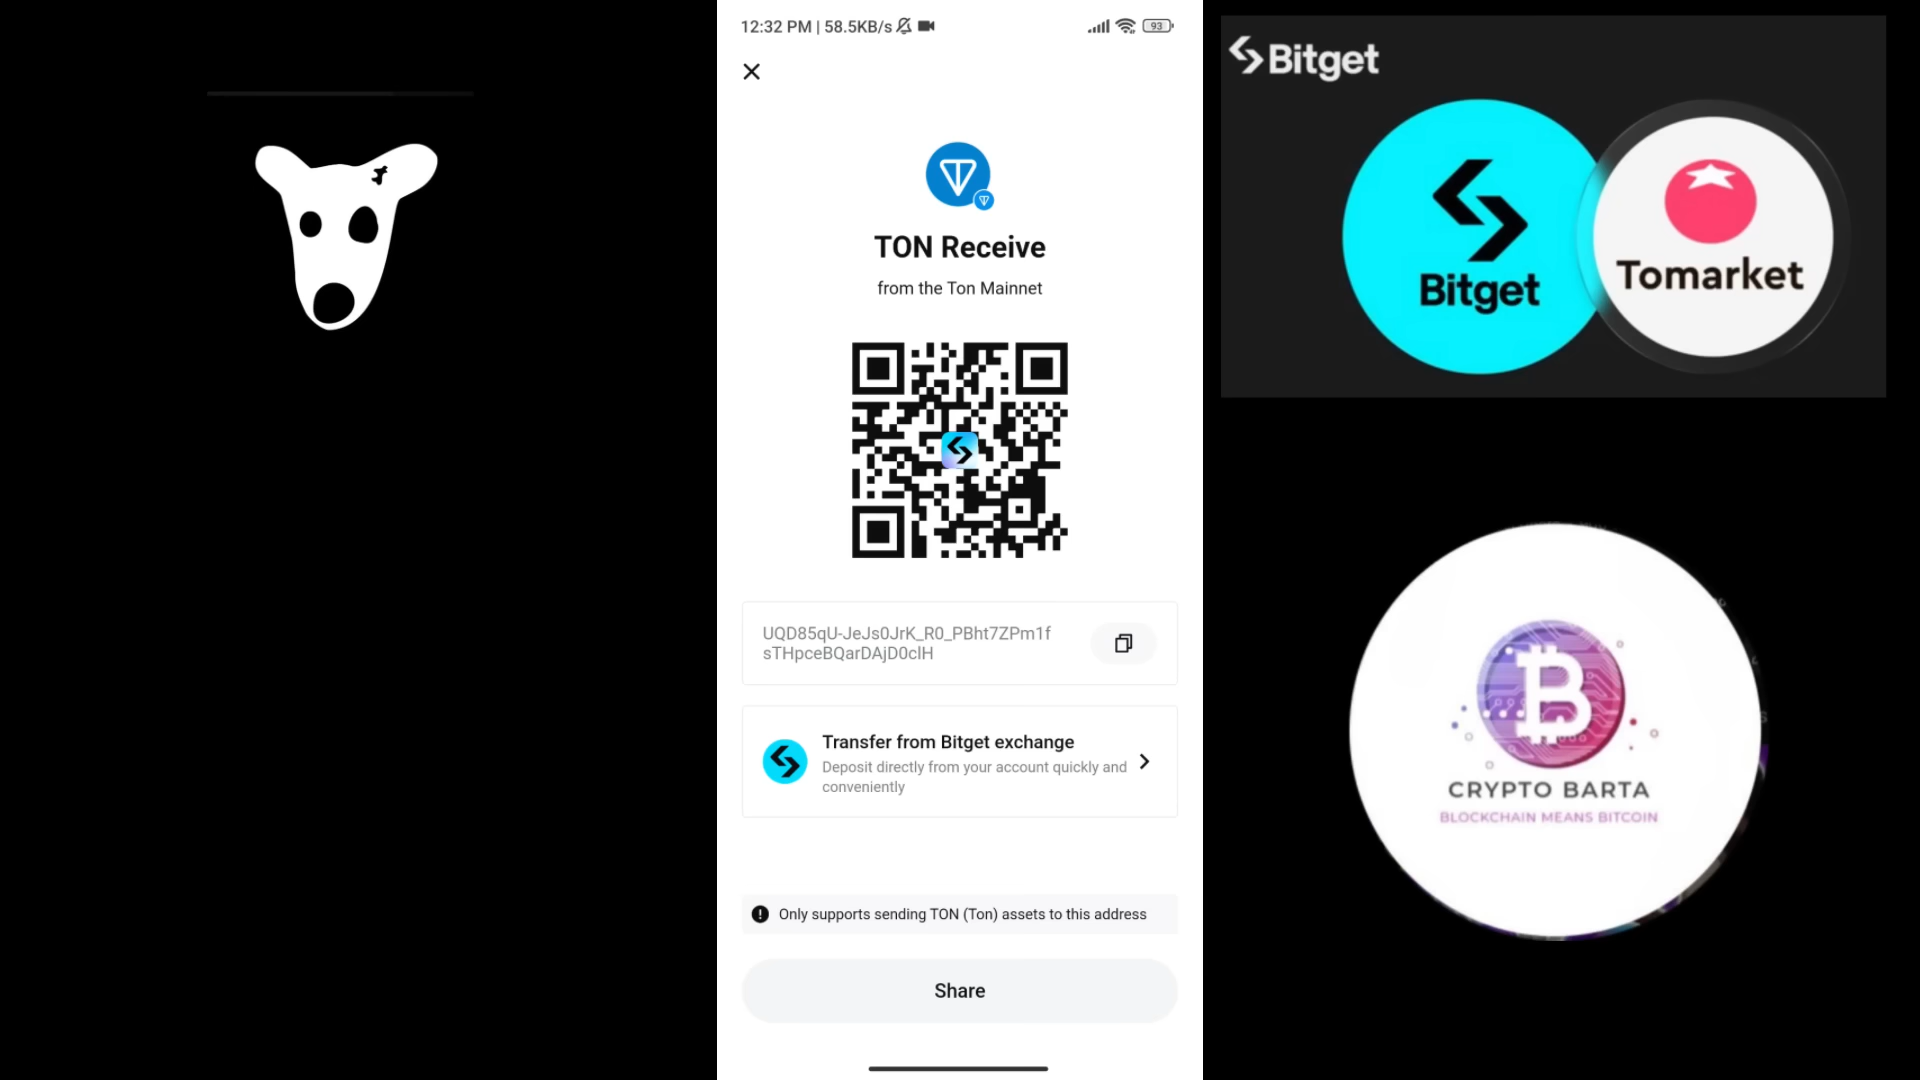 12:32 PM | 58.5KB/s
93
TON Receive
from the Ton Mainnet
UQD85qU-JeJs0JrK_R0_PBht7ZPm1f
sTHpceBQarDAjD0clH
Transfer from Bitget exchange
Deposit directly from your account quickly and
conveniently
Only supports sending TON (Ton) assets to this address
Share
Bitget
Bitget
Tomarket
CRYPTO BARTA
BLOCKCHAIN MEANS BITCOIN